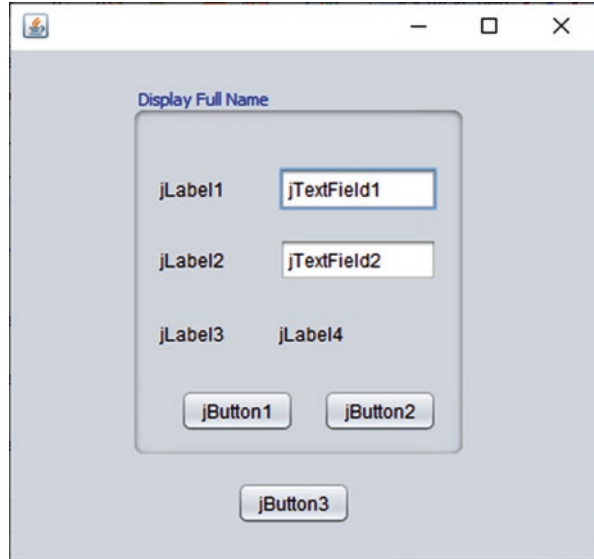 Display Full Name
jLabel1 jTextField1
jLabel2 jTextField2
jLabel3 jLabel4
jButton1 jButton2
jButton3